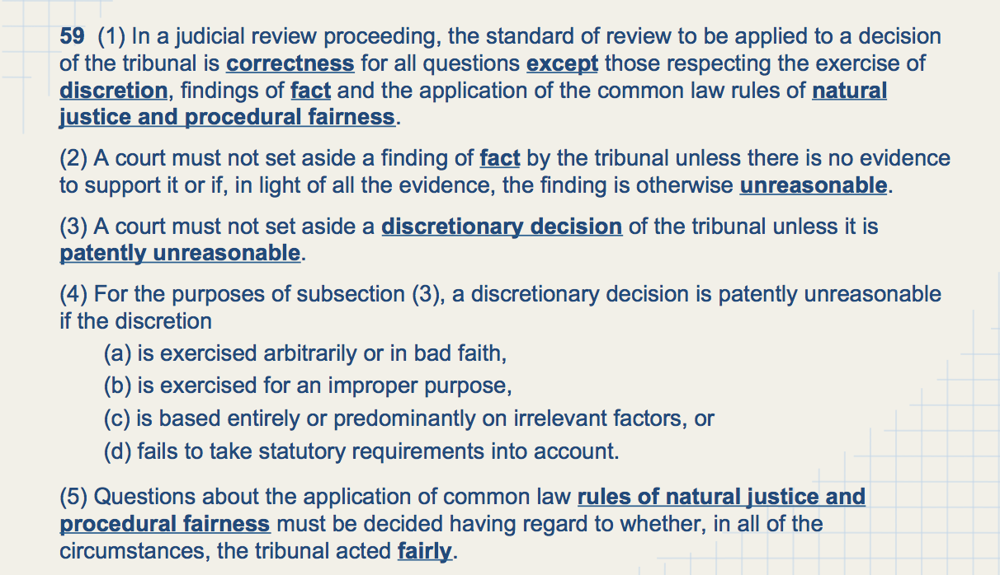 59 (1) In a judicial review proceeding, the standard of review to be applied to a decision
of the tribunal is correctness for all questions except those respecting the exercise of
discretion, findings of fact and the application of the common law rules of natural
justice and procedural fairness.
(2) A court must not set aside a finding of fact by the tribunal unless there is no evidence
to support it or if, in light of all the evidence, the finding is otherwise unreasonable.
(3) A court must not set aside a discretionary decision of the tribunal unless it is
patently unreasonable.
(4) For the purposes of subsection (3), a discretionary decision is patently unreasonable
if the discretion
(a) is exercised arbitrarily or in bad faith,
(b) is exercised for an improper purpose,
(c) is based entirely or predominantly on irrelevant factors, or
(d) fails to take statutory requirements into account.
(5) Questions about the application of common law rules of natural justice and
procedural fairness must be decided having regard to whether, in all of the
circumstances, the tribunal acted fairly.